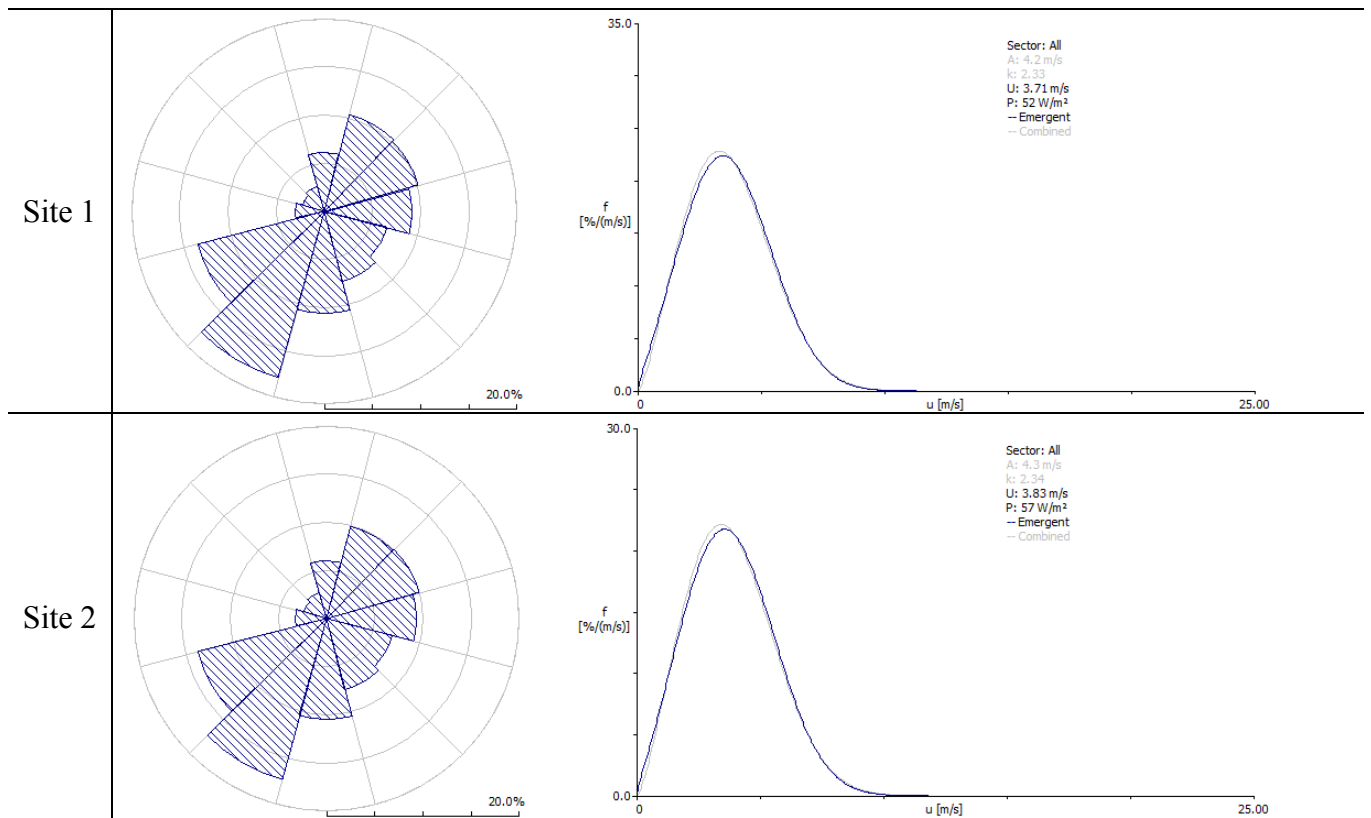 Site 1
20.0%
35.0
f
[%/(m/s)]
0.0
0
u [m/s]
25.00
Sector: All
A: 4.2 m/s
k: 2.33
U: 3.71 m/s
P: 52 W/m²
-- Emergent
-- Combined
Site 2
20.0%
30.0
f
[%/(m/s)]
0.0
0
u [m/s]
25.00
Sector: All
A: 4.3 m/s
k: 2.34
U: 3.83 m/s
P: 57 W/m²
-- Emergent
-- Combined